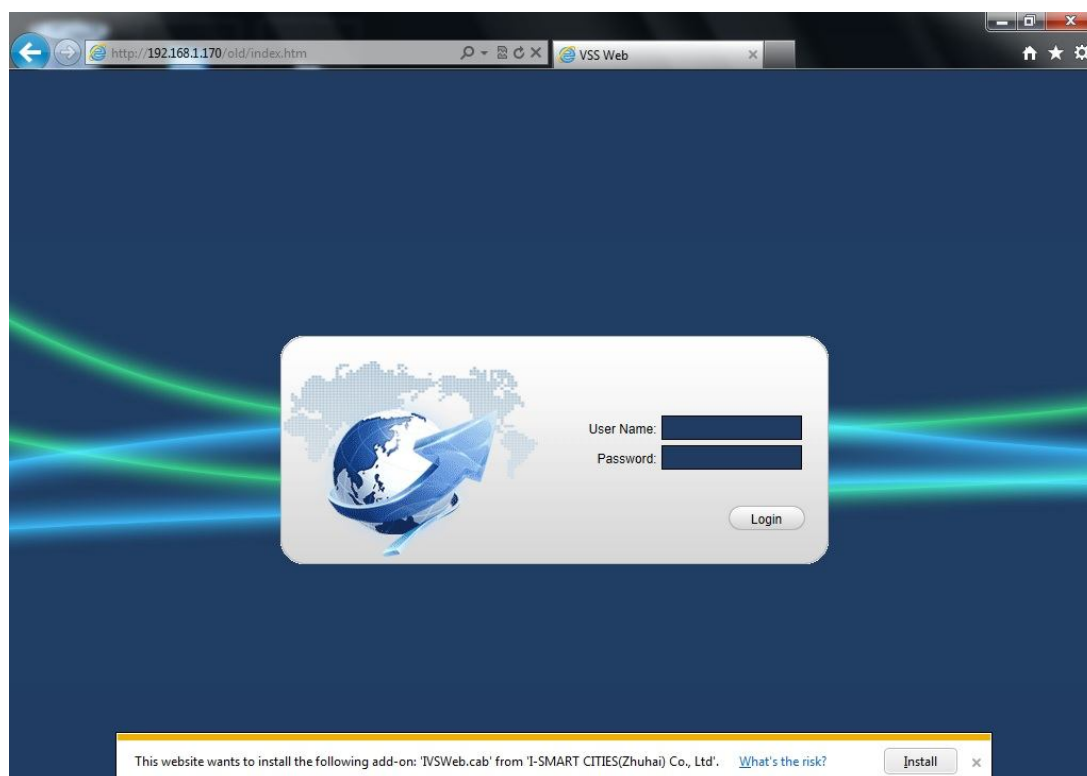 http://192.168.1.170/old/index.htm
VSS Web
User Name:
Password:
Login
This website wants to install the following add-on: 'IVSWeb.cab' from 'I-SMART CITIES(Zhuhai) Co., Ltd'. What's the risk? Install